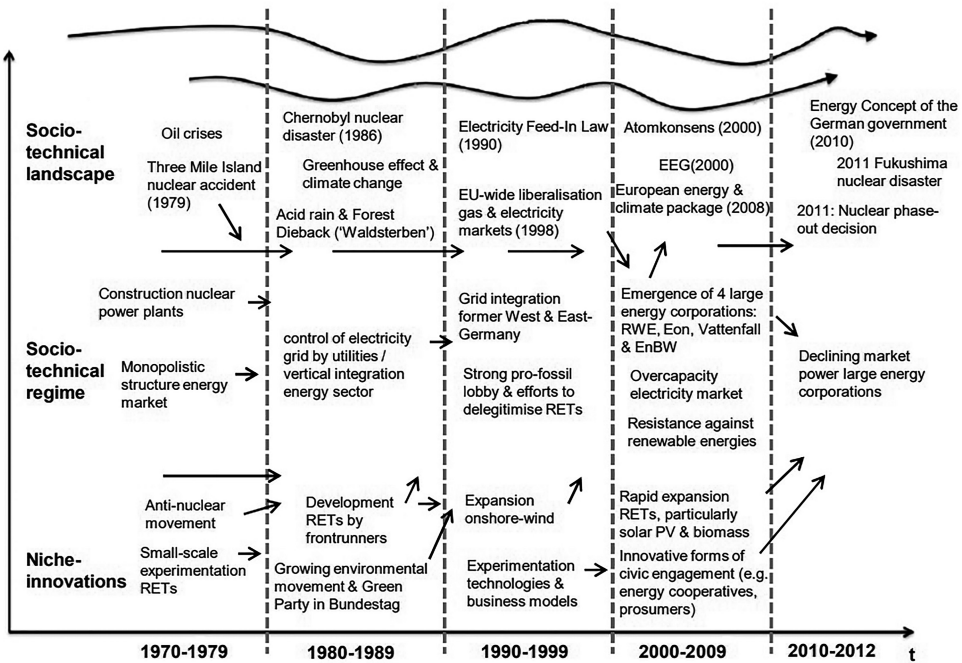 Socio-
technical
landscape
Oil crises
Three Mile Island
nuclear accident
(1979)
Chernobyl nuclear
disaster (1986)
Greenhouse effect &
climate change
Acid rain & Forest
Dieback (‘Waldsterben’)
Electricity Feed-In Law
(1990)
EU-wide liberalisation
gas & electricity
markets (1998)
Atomkonsens (2000)
EEG(2000)
European energy &
climate package (2008)
Energy Concept of the
German government
(2010)
2011 Fukushima
nuclear disaster
2011: Nuclear phase-
out decision
Socio-
technical
regime
Construction nuclear
power plants
Monopolistic
structure energy
market
control of electricity
grid by utilities /
vertical integration
energy sector
Grid integration
former West & East-
Germany
Strong pro-fossil
lobby & efforts to
delegitimise RETs
Emergence of 4 large
energy corporations:
RWE, Eon, Vattenfall
& EnBW
Overcapacity
electricity market
Resistance against
renewable energies
Declining market
power large energy
corporations
Niche-
innovations
Anti-nuclear
movement
Small-scale
experimentation
RETs
Development
RETs by
frontrunners
Growing environmental
movement & Green
Party in Bundestag
Expansion
onshore-wind
Experimentation
technologies &
business models
Rapid expansion
RETs, particularly
solar PV & biomass
Innovative forms of
civic engagement (e.g.
energy cooperatives,
prosumers)
1970-1979
1980-1989
1990-1999
2000-2009
2010-2012
t